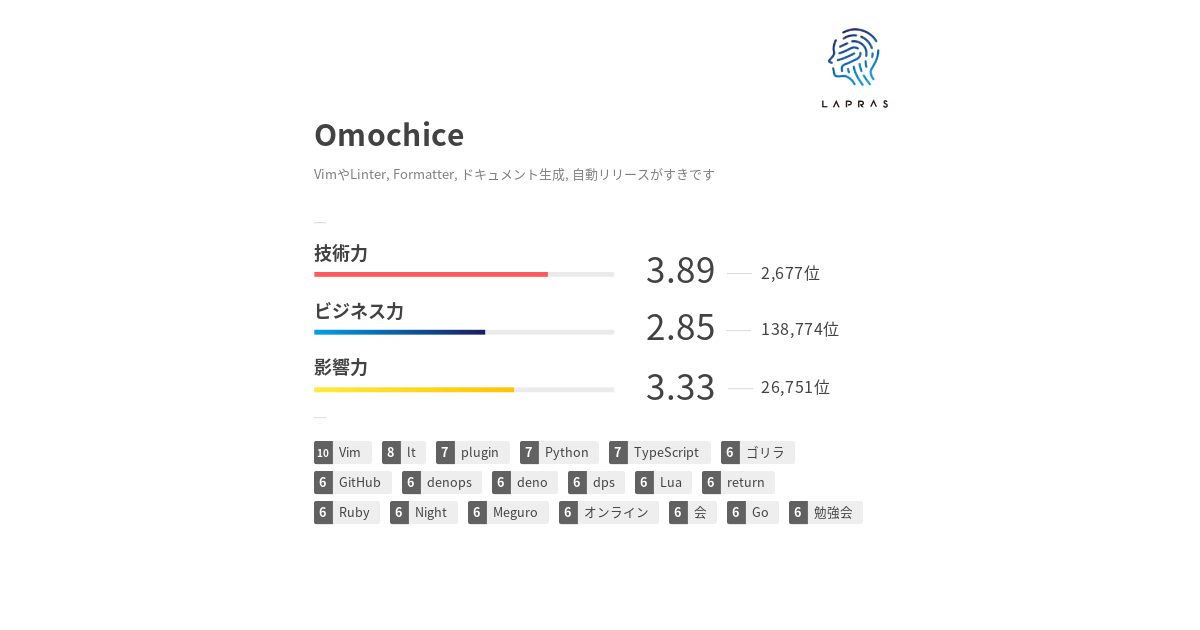 LAPRAS
Omochice
VimやLinter, Formatter, ドキュメント生成, 自動リリースがすきです
技術力
3.89
2,677位
ビジネス力
2.85
138,774位
影響力
3.33
26,751位
10 Vim 8 lt 7 plugin 7 Python 7 TypeScript 6 ゴリラ
6 GitHub 6 denops 6 deno 6 dps 6 Lua 6 return
6 Ruby 6 Night 6 Meguro 6 オンライン 6 会 6 Go 6 勉強会